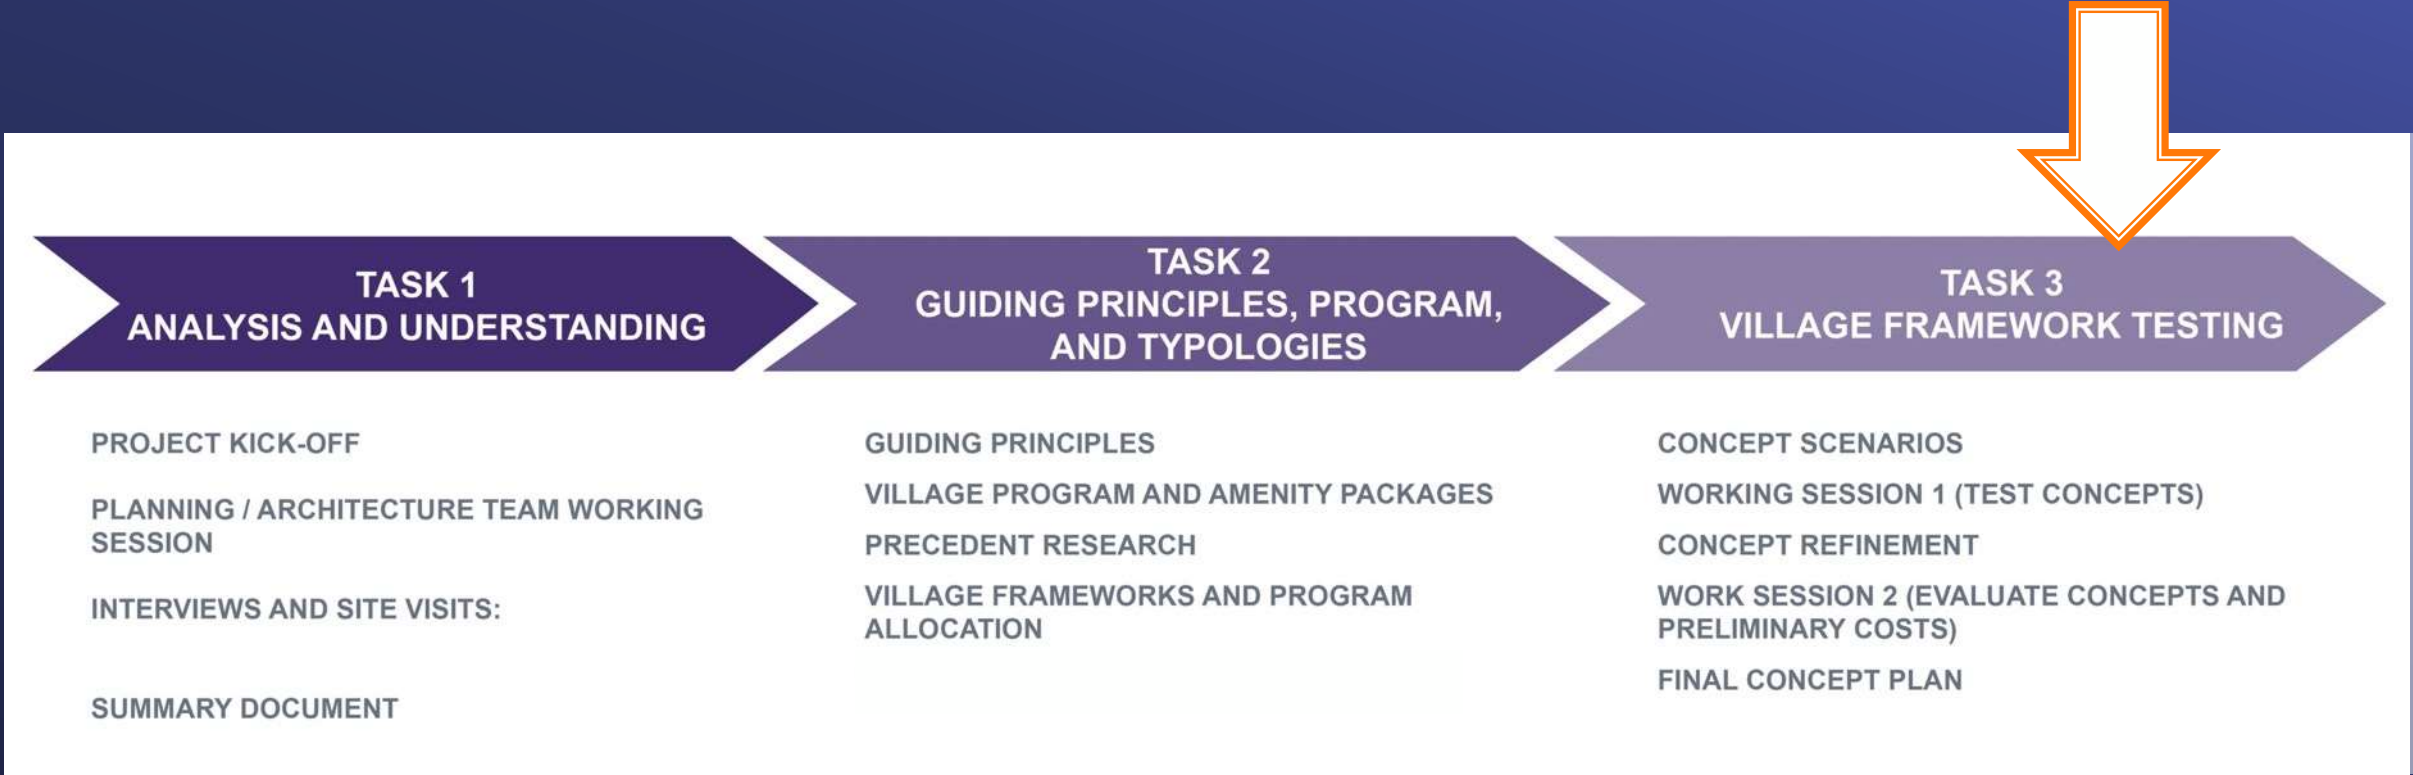 TASK 1
ANALYSIS AND UNDERSTANDING
TASK 2
GUIDING PRINCIPLES, PROGRAM,
AND TYPOLOGIES
TASK 3
VILLAGE FRAMEWORK TESTING
PROJECT KICK-OFF
PLANNING / ARCHITECTURE TEAM WORKING
SESSION
INTERVIEWS AND SITE VISITS:
SUMMARY DOCUMENT
GUIDING PRINCIPLES
VILLAGE PROGRAM AND AMENITY PACKAGES
PRECEDENT RESEARCH
VILLAGE FRAMEWORKS AND PROGRAM
ALLOCATION
CONCEPT SCENARIOS
WORKING SESSION 1 (TEST CONCEPTS)
CONCEPT REFINEMENT
WORK SESSION 2 (EVALUATE CONCEPTS AND
PRELIMINARY COSTS)
FINAL CONCEPT PLAN